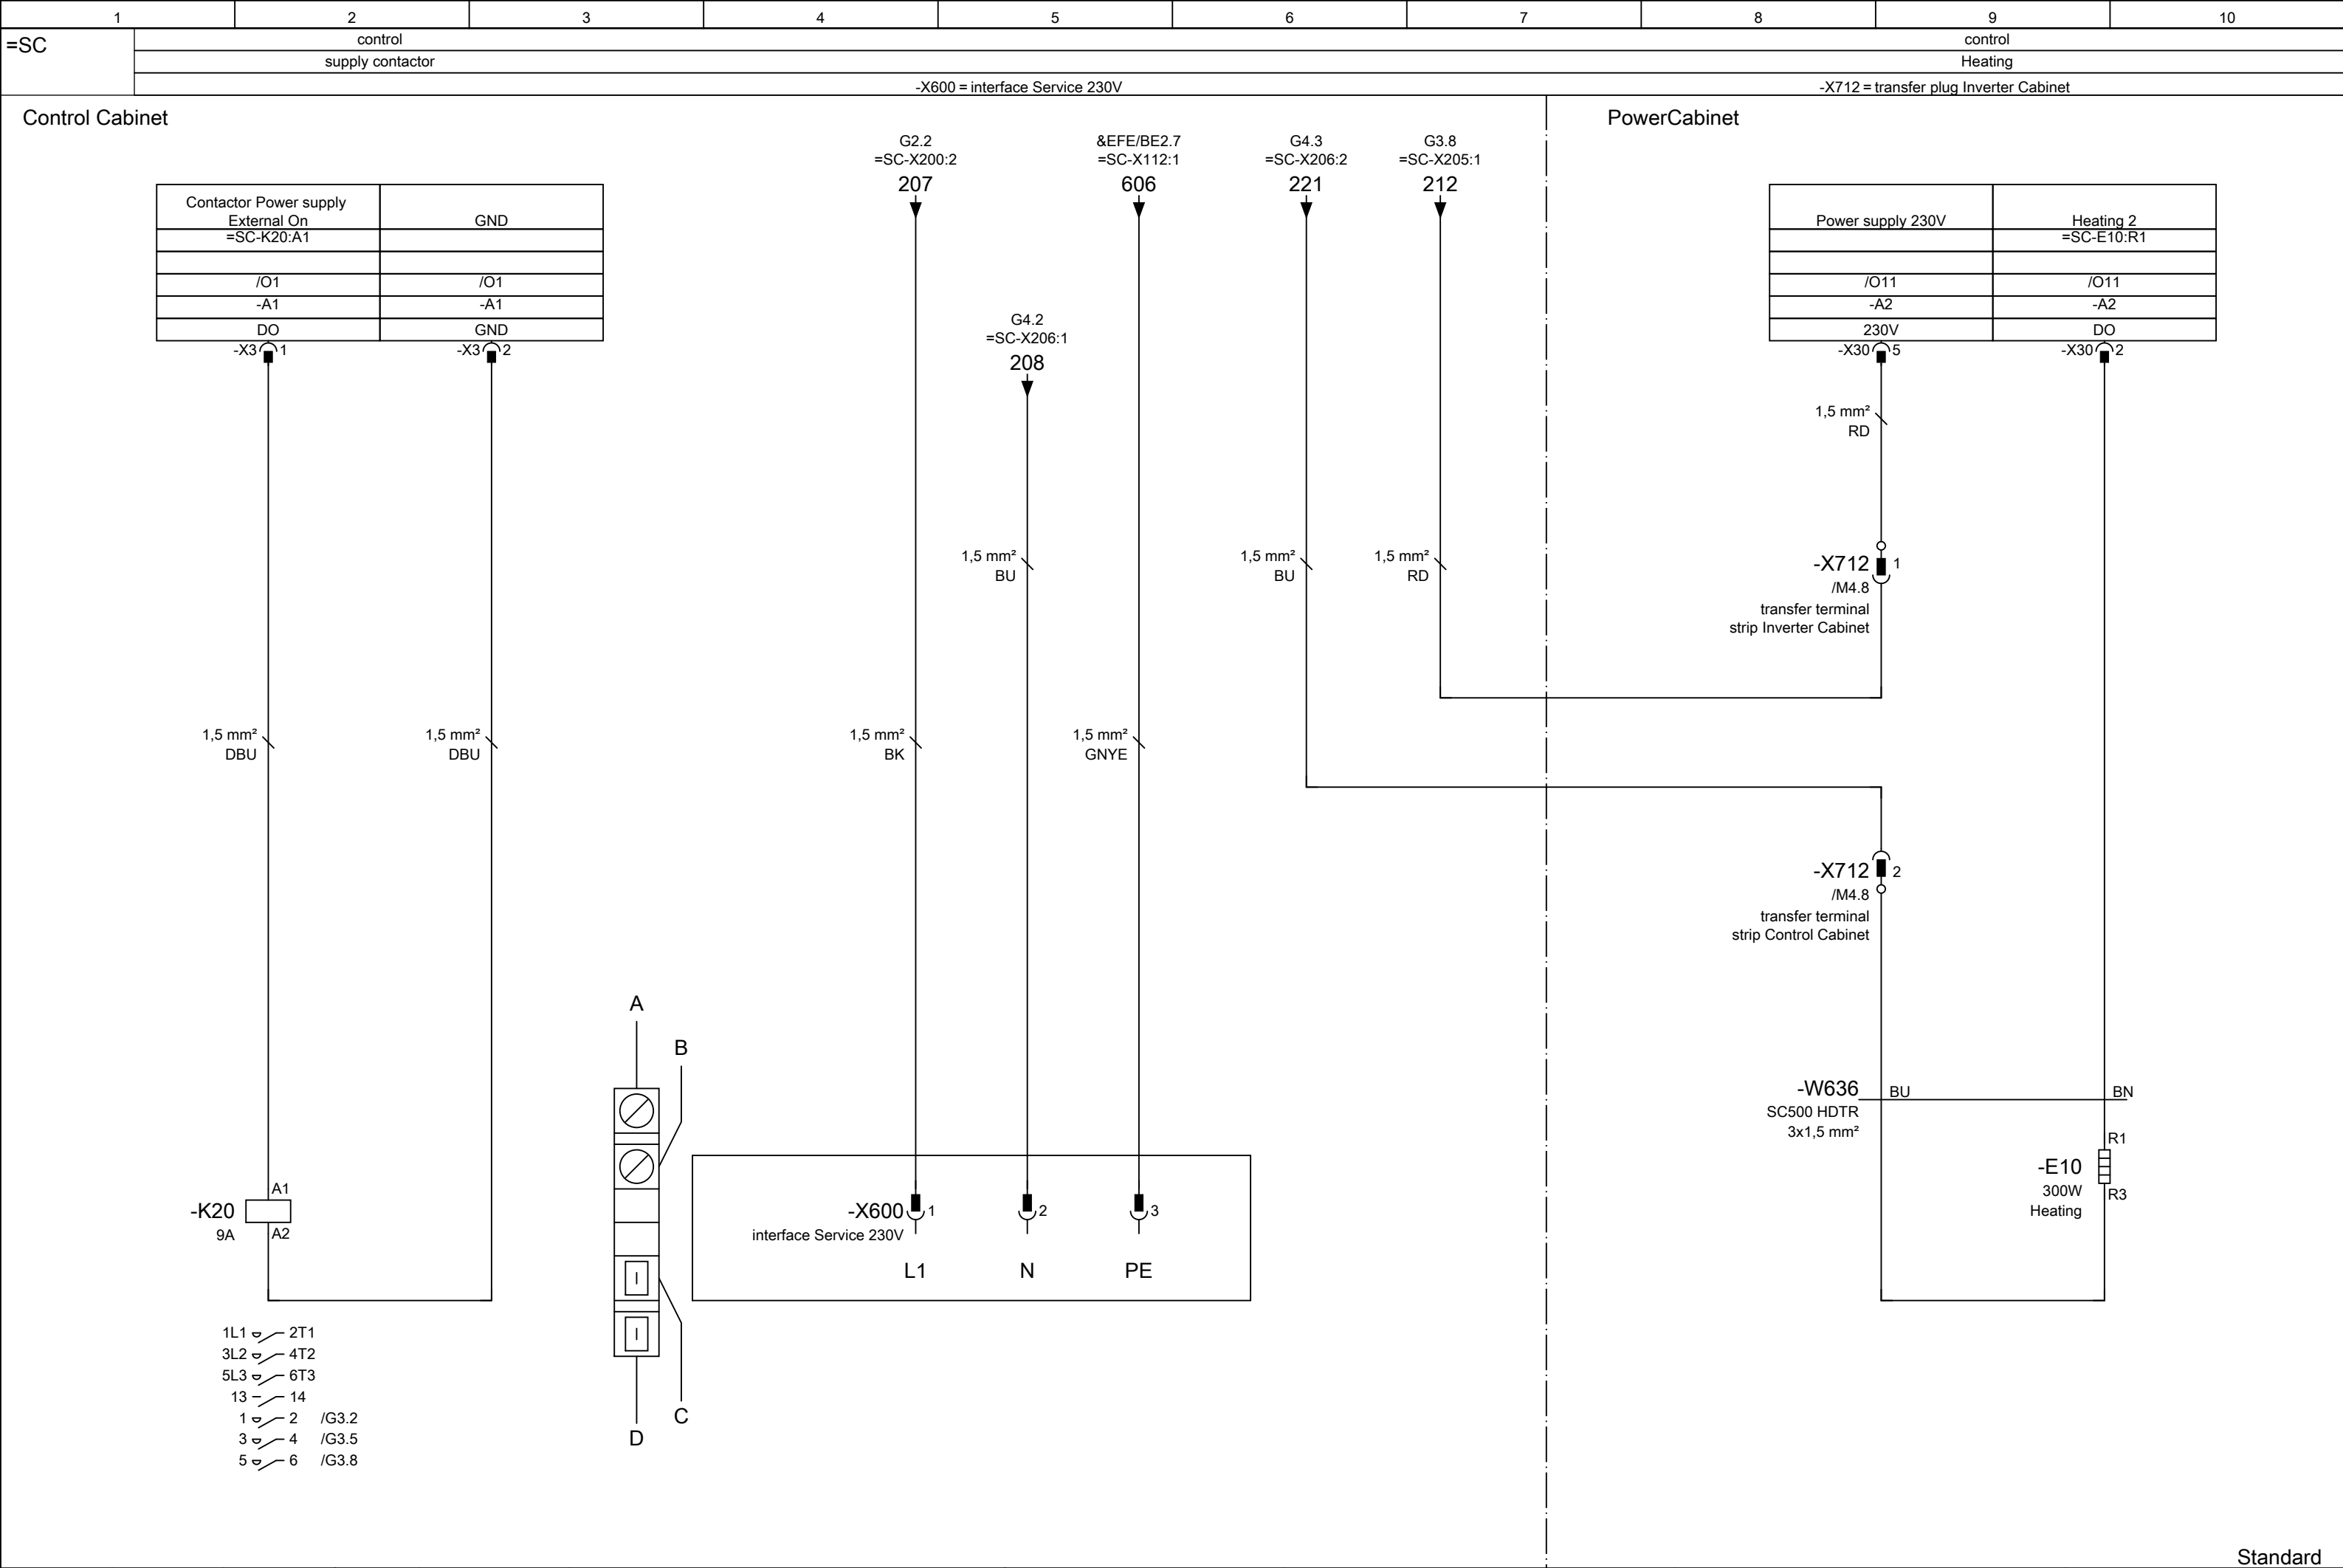 1 2 3 4 5 6 7 8 9 10
=SC
control
supply contactor
-X600 = interface Service 230V
control
Heating
-X712 = transfer plug Inverter Cabinet
Control Cabinet
PowerCabinet
Contactor Power supply
External On
GND
=SC-K20:A1
/O1 /O1
-A1 -A1
DO GND
-X3 1
-X3 2
G2.2
=SC-X200:2
207
G4.2
=SC-X206:1
208
&EFE/BE2.7
=SC-X112:1
606
G4.3
=SC-X206:2
221
G3.8
=SC-X205:1
212
Power supply 230V
Heating 2
=SC-E10:R1
/O11 /O11
-A2 -A2
230V DO
-X30 5
-X30 2
1,5 mm²
RD
1,5 mm²
BU
1,5 mm²
BU
1,5 mm²
RD
-X712 1
/M4.8
transfer terminal
strip Inverter Cabinet
1,5 mm²
DBU
1,5 mm²
DBU
1,5 mm²
BK
1,5 mm²
GNYE
-X712 2
/M4.8
transfer terminal
strip Control Cabinet
A
B
-W636
SC500 HDTR
3x1,5 mm²
BU
BN
R1
-E10
300W
Heating
R3
A1
-K20
9A
A2
-X600 1 2 3
interface Service 230V
L1 N PE
1L1 2T1
3L2 4T2
5L3 6T3
13 14
1 2 /G3.2
3 4 /G3.5
5 6 /G3.8
C
D
Standard